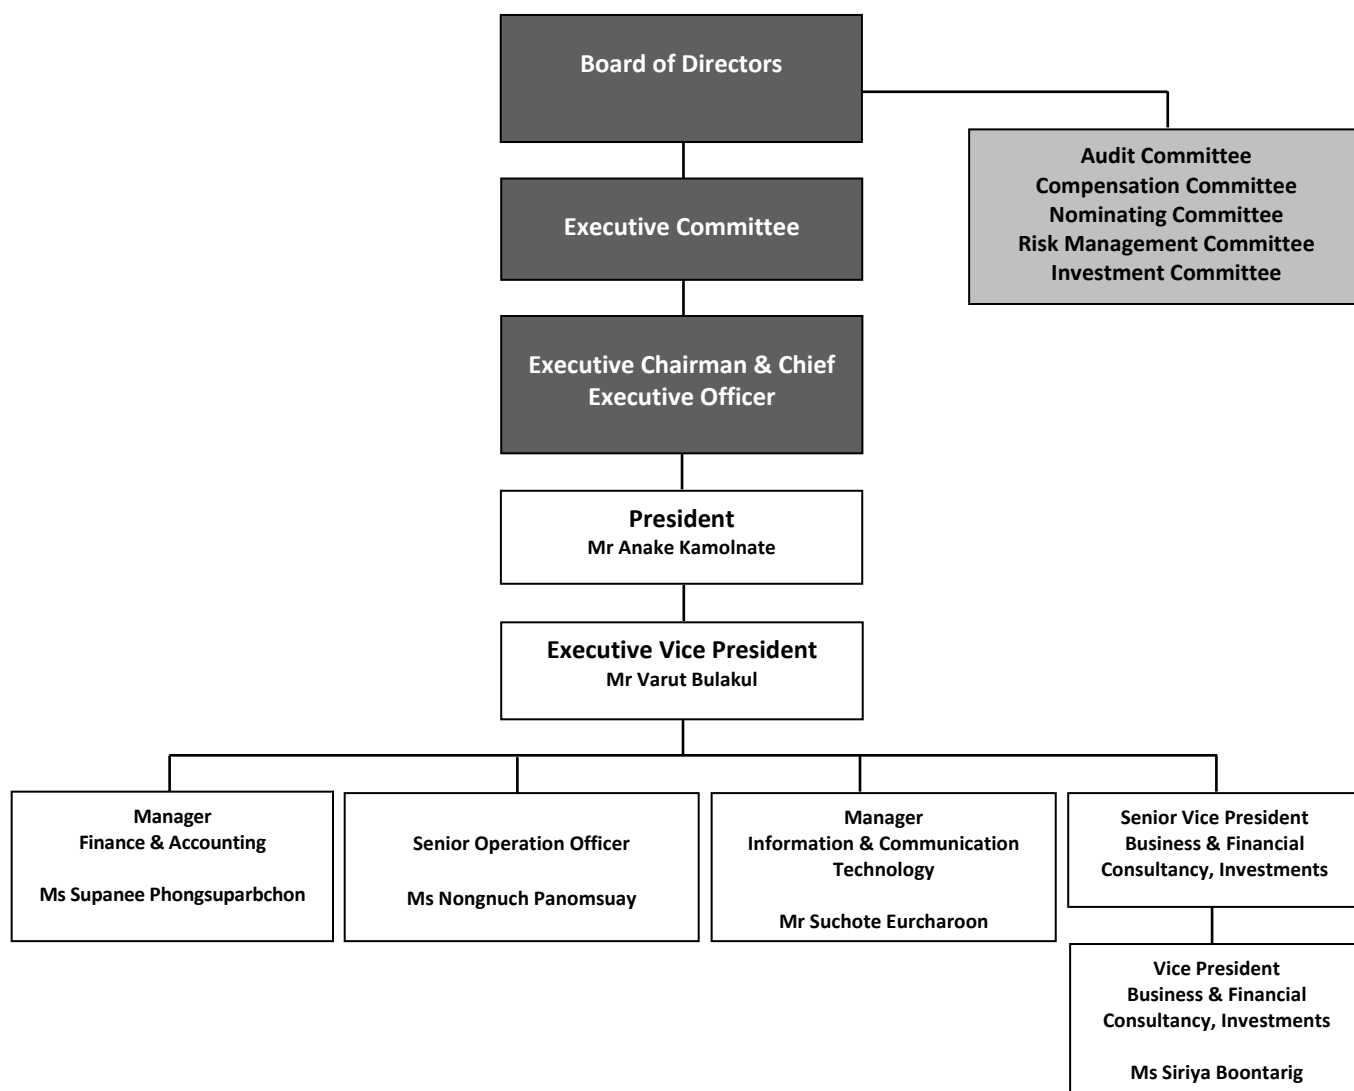 Board of Directors
Audit Committee
Compensation Committee
Nominating Committee
Risk Management Committee
Investment Committee
Executive Committee
Executive Chairman & Chief
Executive Officer
President
Mr Anake Kamolnate
Executive Vice President
Mr Varut Bulakul
Manager
Finance & Accounting
Ms Supanee Phongsuparbchon
Senior Operation Officer
Ms Nongnuch Panomsuay
Manager
Information & Communication
Technology
Mr Suchote Eurcharoon
Senior Vice President
Business & Financial
Consultancy, Investments
Vice President
Business & Financial
Consultancy, Investments
Ms Siriya Boontarig